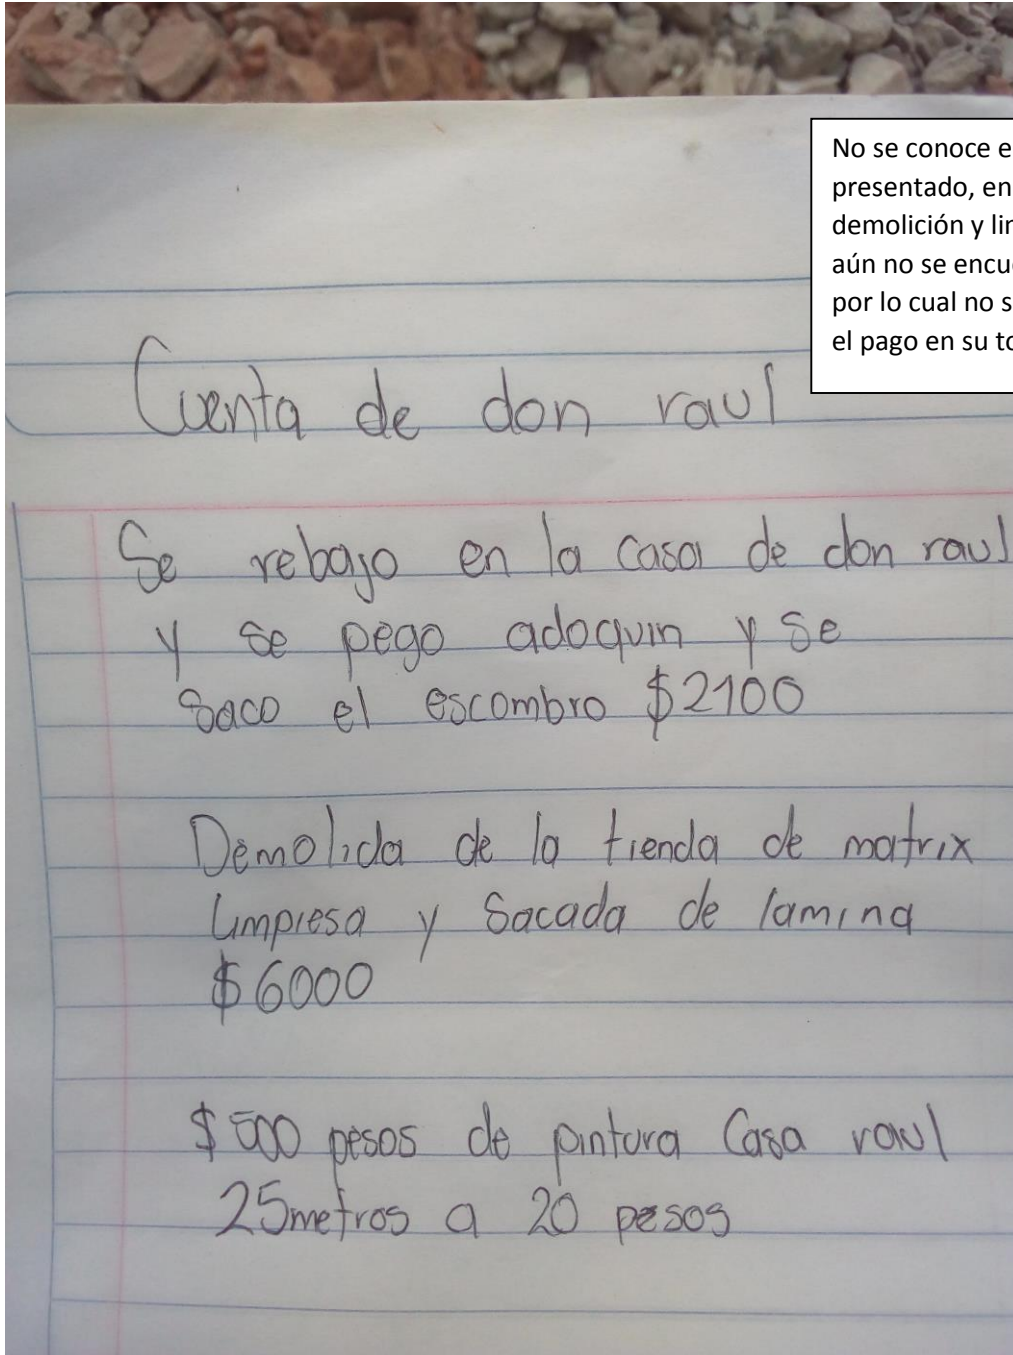 No se conoce e
presentado, en
demolición y lin
aún no se encu
por lo cual no s
el pago en su to
Cuenta de don raul
Se rebajo en la casa de don raul
y se pego adoquin y se
saco el escombro $2100
Demolida de la tienda de matrix
limpiesa y Sacada de lamina
$6000
$500 pesos de pintura Casa raul
25metros a 20 pesos